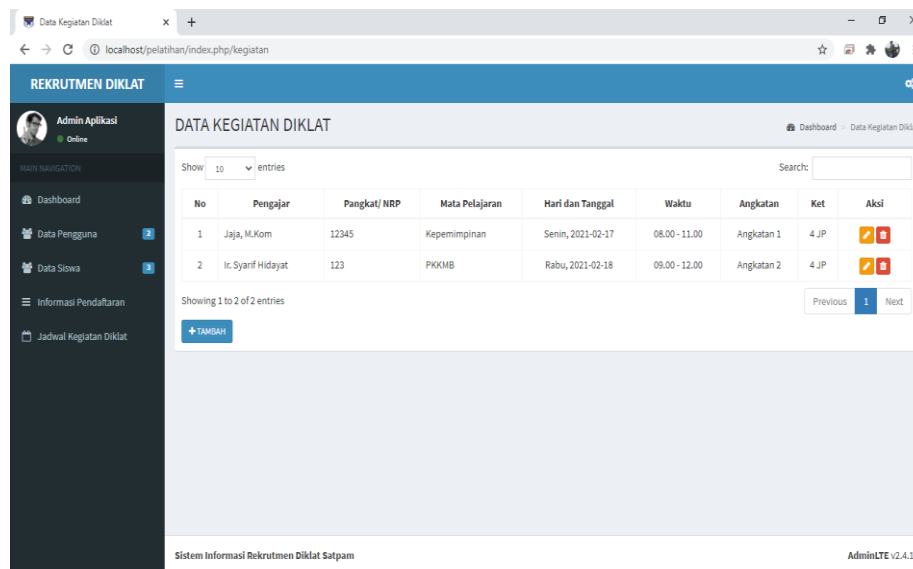 Data Kegiatan Diklat
localhost/pelatihan/index.php/kegiatan
REKRUTMEN DIKLAT
Admin Aplikasi
Online
MAIN NAVIGATION
Dashboard
Data Pengguna 2
Data Siswa 3
Informasi Pendaftaran
Jadwal Kegiatan Diklat
DATA KEGIATAN DIKLAT
Dashboard > Data Kegiatan Dikl
Show 10 entries
Search:
No Pengajar Pangkat/ NRP Mata Pelajaran Hari dan Tanggal Waktu Angkatan Ket Aksi
1 Jaja, M.Kom 12345 Kepemimpinan Senin, 2021-02-17 08.00 - 11.00 Angkatan 1 4 JP
2 Ir. Syarif Hidayat 123 PKKMB Rabu, 2021-02-18 09.00 - 12.00 Angkatan 2 4 JP
Showing 1 to 2 of 2 entries
Previous 1 Next
+TAMBAH
Sistem Informasi Rekrutmen Diklat Satpam
AdminLTE v2.4.1